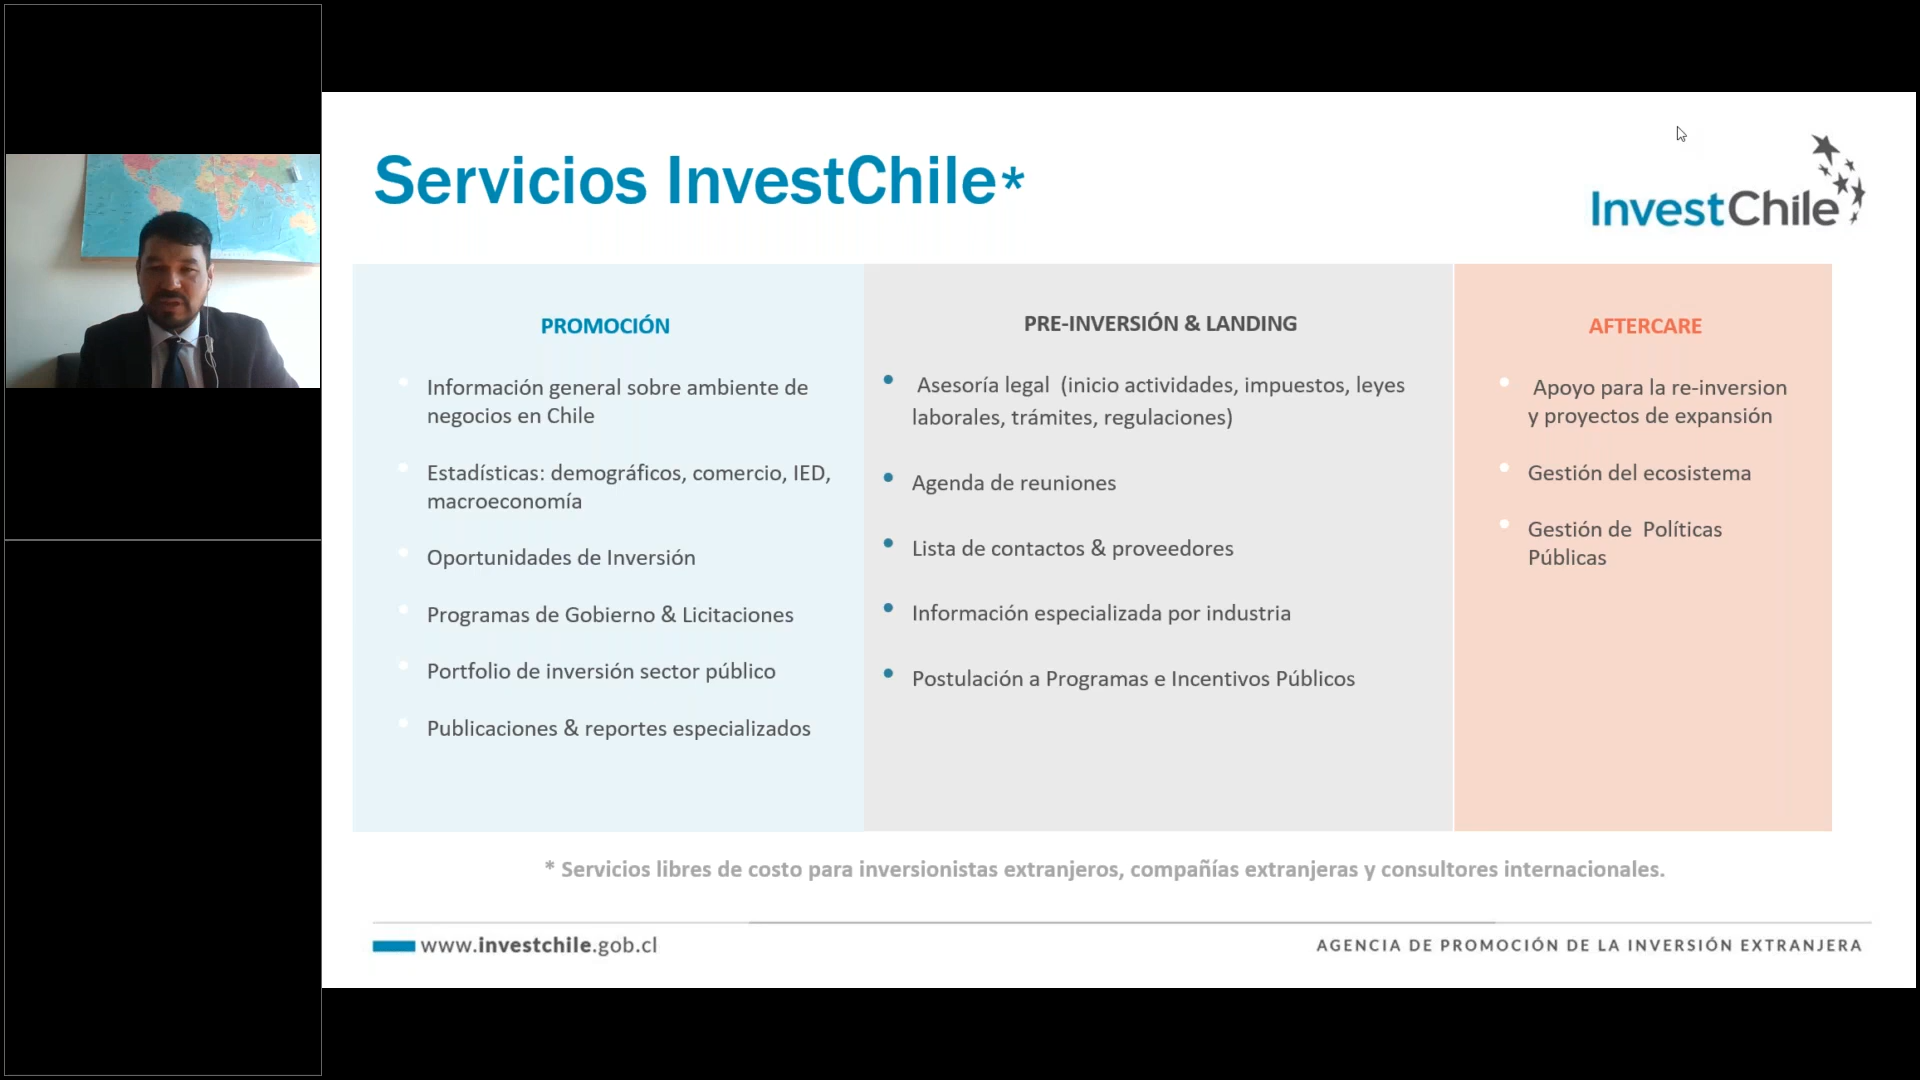 Servicios InvestChile*
InvestChile
PROMOCIÓN
Información general sobre ambiente de
negocios en Chile
Estadísticas: demográficos, comercio, IED,
macroeconomía
Oportunidades de Inversión
Programas de Gobierno & Licitaciones
Portfolio de inversión sector público
Publicaciones & reportes especializados
PRE-INVERSIÓN & LANDING
Asesoría legal (inicio actividades, impuestos, leyes
laborales, trámites, regulaciones)
Agenda de reuniones
Lista de contactos & proveedores
Información especializada por industria
Postulación a Programas e Incentivos Públicos
AFTERCARE
Apoyo para la re-inversion
y proyectos de expansión
Gestión del ecosistema
Gestión de Políticas
Públicas
* Servicios libres de costo para inversionistas extranjeros, compañías extranjeras y consultores internacionales.
www.investchile.gob.cl
AGENCIA DE PROMOCIÓN DE LA INVERSIÓN EXTRANJERA